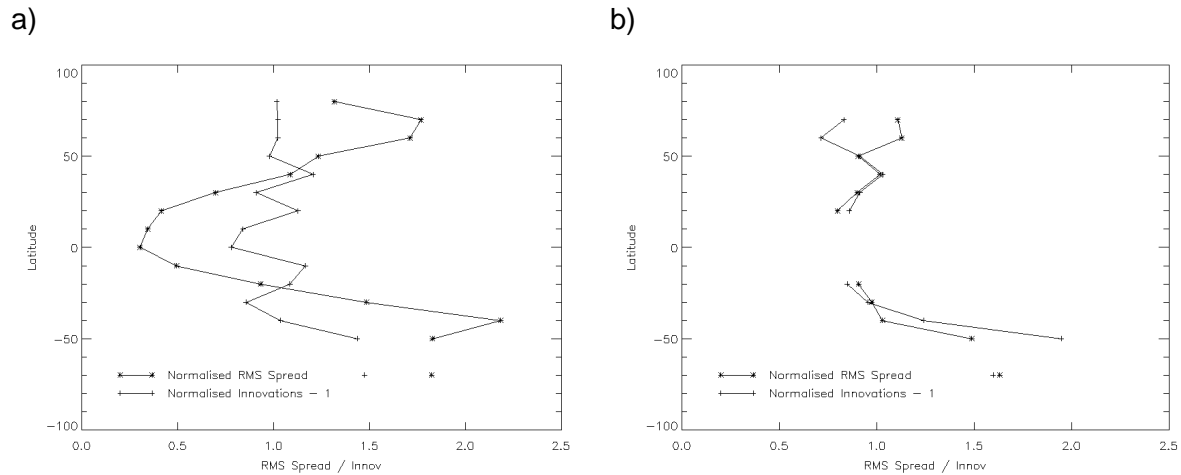 a)
100
50
0
-50
-100
Latitude
Normalised RMS Spread
Normalised Innovations - 1
0.0 0.5 1.0 1.5 2.0 2.5
RMS Spread / Innov
b)
100
50
0
-50
-100
Latitude
Normalised RMS Spread
Normalised Innovations - 1
0.0 0.5 1.0 1.5 2.0 2.5
RMS Spread / Innov